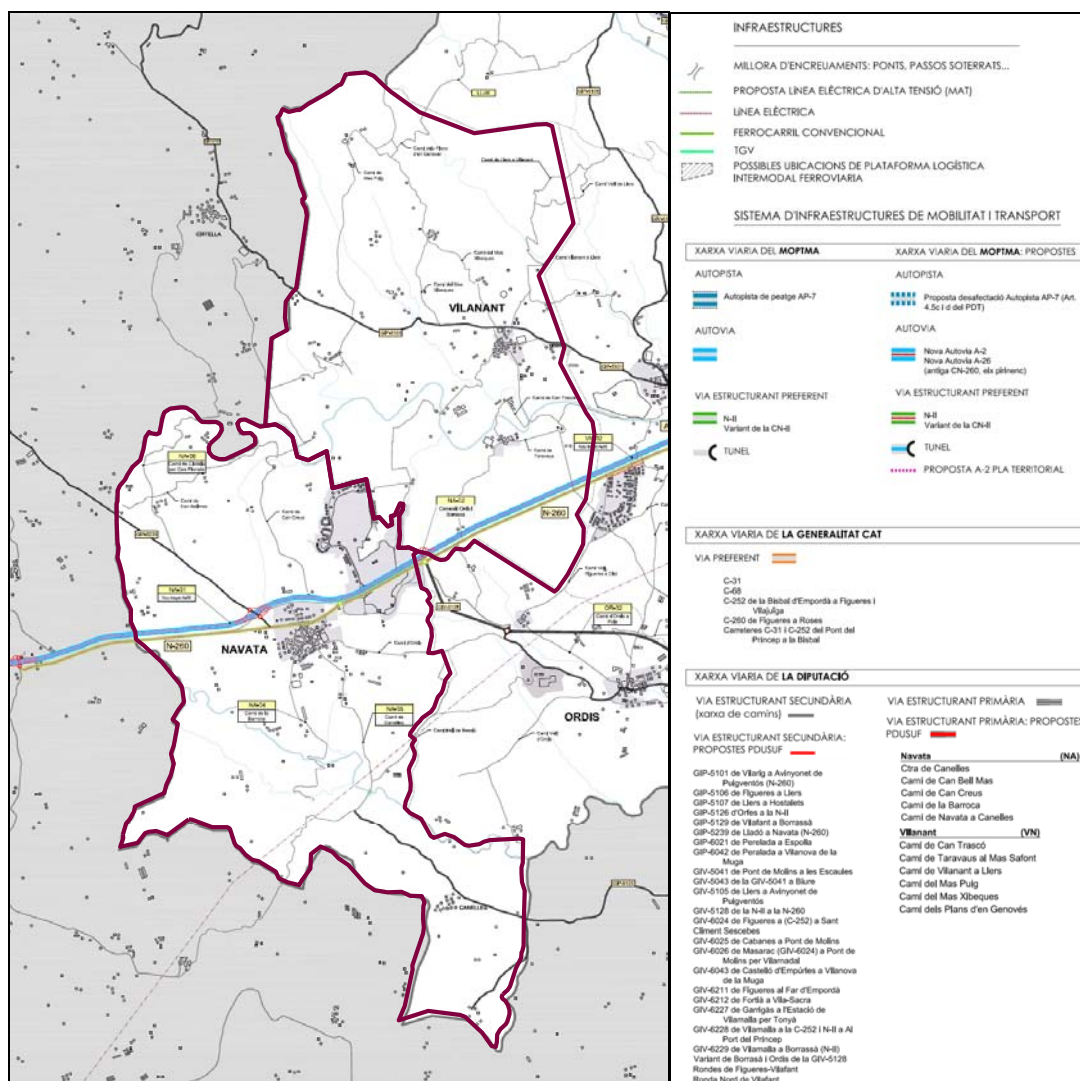 VILANANT
CISTELLA
N-260
NAVATA
N-260
ORDIS
CANELLES
INFRAESTRUCTURES
MILLORA D'ENCREUAMENTS: PONTS, PASSOS SOTERRATS...
PROPOSTA LÍNEA ELÉCTRICA D'ALTA TENSIÓ (MAT)
LÍNEA ELÉCTRICA
FERROCARRIL CONVENCIONAL
TGV
POSSIBLES UBICACIONS DE PLATAFORMA LOGÍSTICA
INTERMODAL FERROVIARIA
SISTEMA D'INFRAESTRUCTURES DE MOBILITAT I TRANSPORT
XARXA VIARIA DEL MOPTMA
AUTOPISTA
Autopista de peatge AP-7
AUTOVIA
VIA ESTRUCTURANT PREFERENT
N-II
Variant de la CN-II
TUNEL
XARXA VIARIA DEL MOPTMA: PROPOSTES
AUTOPISTA
Proposta desafectació Autopista AP-7 (Art.
4.5c i d del PDT)
AUTOVIA
Nova Autovia A-2
Nova Autovia A-26
(antiga CN-260, eix pirinenc)
VIA ESTRUCTURANT PREFERENT
N-II
Variant de la CN-II
TUNEL
PROPOSTA A-2 PLA TERRITORIAL
XARXA VIARIA DE LA GENERALITAT CAT
VIA PREFERENT
C-31
C-68
C-252 de la Bisbal d'Empordà a Figueres i
Vilajuïga
C-260 de Figueres a Roses
Carreteres C-31 i C-252 del Pont del
Príncep a la Bisbal
XARXA VIARIA DE LA DIPUTACIÓ
VIA ESTRUCTURANT SECUNDÀRIA
(xarxa de camins)
VIA ESTRUCTURANT SECUNDÀRIA:
PROPOSTES PDUSUF
GIP-5101 de Vilarig a Avinyonet de
Puigventós (N-260)
GIP-5106 de Figueres a Llers
GIP-5107 de Llers a Hostalets
GIP-5126 d'Orfes a la N-II
GIP-5129 de Vilafant a Borrassà
GIP-5239 de Lladó a Navata (N-260)
GIP-6021 de Perelada a Espolla
GIP-6042 de Peralada a Vilanova de la
Muga
GIV-5041 de Pont de Molins a les Escaules
GIV-5043 de la GIV-5041 a Biure
GIV-5105 de Llers a Avinyonet de
Puigventós
GIV-5128 de la N-II a la N-260
GIV-6024 de Figueres a (C-252) a Sant
Climent Sescebes
GIV-6025 de Cabanes a Pont de Molins
GIV-6026 de Masarac (GIV-6024) a Pont de
Molins per Vilarnadal
GIV-6043 de Castelló d'Empúries a Vilanova
de la Muga
GIV-6211 de Figueres al Far d'Empordà
GIV-6212 de Fortià a Vila-Sacra
GIV-6227 de Garrigàs a l'Estació de
Vilamalla per Tonyà
GIV-6228 de Vilamalla a la C-252 i N-II a Al
Port del Princep
GIV-6229 de Vilamalla a Borrassà (N-II)
Variant de Borrasà i Ordis de la GIV-5128
Rondes de Figueres-Vilafant
Ronda Nord de Vilafant
VIA ESTRUCTURANT PRIMÀRIA
VIA ESTRUCTURANT PRIMÀRIA: PROPOSTES
PDUSUF
Navata (NA)
Ctra de Canelles
Camí de Can Bell Mas
Camí de Can Creus
Camí de la Barroca
Camí de Navata a Canelles
Vilanant (VN)
Camí de Can Trascó
Camí de Taravaus al Mas Safont
Camí de Vilanant a Llers
Camí del Mas Puig
Camí del Mas Xibeques
Camí dels Plans d'en Genovés